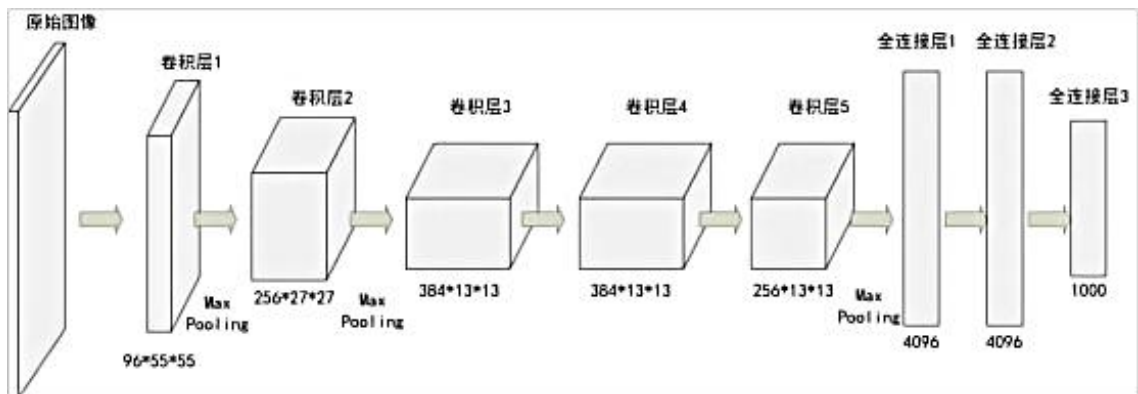 原始图像
卷积层1
卷积层2
卷积层3
卷积层4
卷积层5
全连接层1
全连接层2
全连接层3
96*55*55
Max
Pooling
256*27*27
Max
Pooling
384*13*13
384*13*13
256*13*13
Max
Pooling
4096
4096
1000